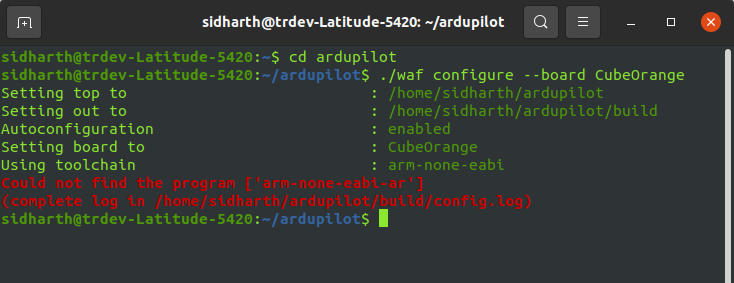 sidharth@trdev-Latitude-5420: ~/ardupilot
sidharth@trdev-Latitude-5420:~$ cd ardupilot
sidharth@trdev-Latitude-5420:~/ardupilot$ ./waf configure --board CubeOrange
Setting top to                           : /home/sidharth/ardupilot
Setting out to                           : /home/sidharth/ardupilot/build
Autoconfiguration                        : enabled
Setting board to                         : CubeOrange
Using toolchain                          : arm-none-eabi
Could not find the program ['arm-none-eabi-ar']
(complete log in /home/sidharth/ardupilot/build/config.log)
sidharth@trdev-Latitude-5420:~/ardupilot$